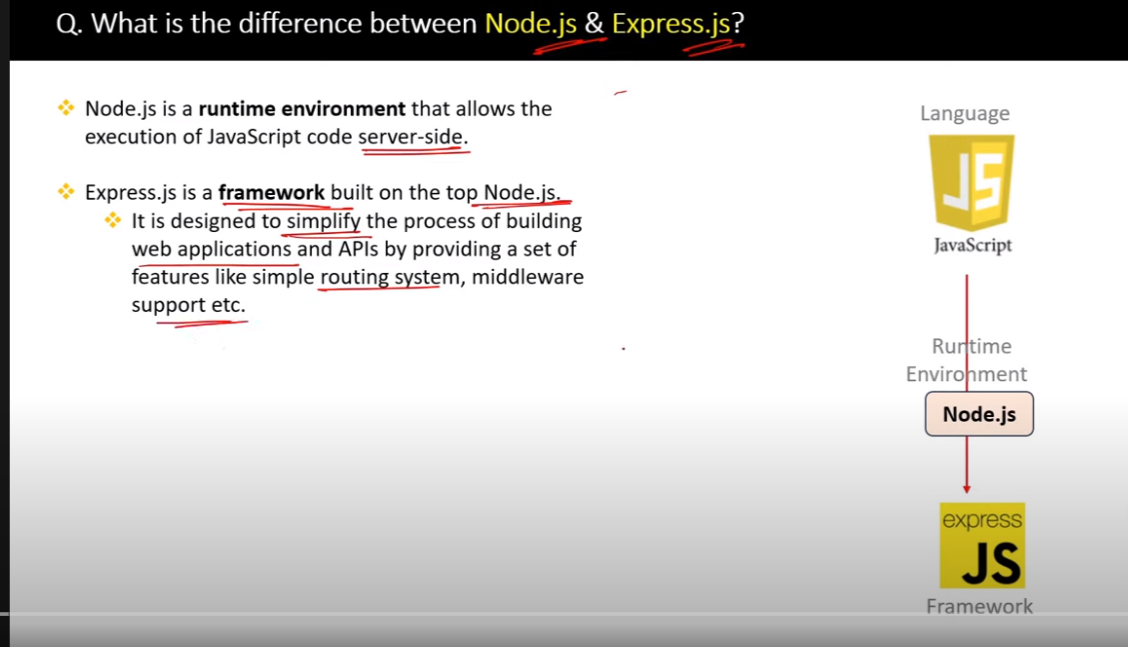 Q. What is the difference between Node.js & Express.js?
Node.js is a runtime environment that allows the
execution of JavaScript code server-side.
Express.js is a framework built on the top Node.js.
It is designed to simplify the process of building
web applications and APIs by providing a set of
features like simple routing system, middleware
support etc.
Language
JS
JavaScript
Runtime
Environment
Node.js
express
JS
Framework